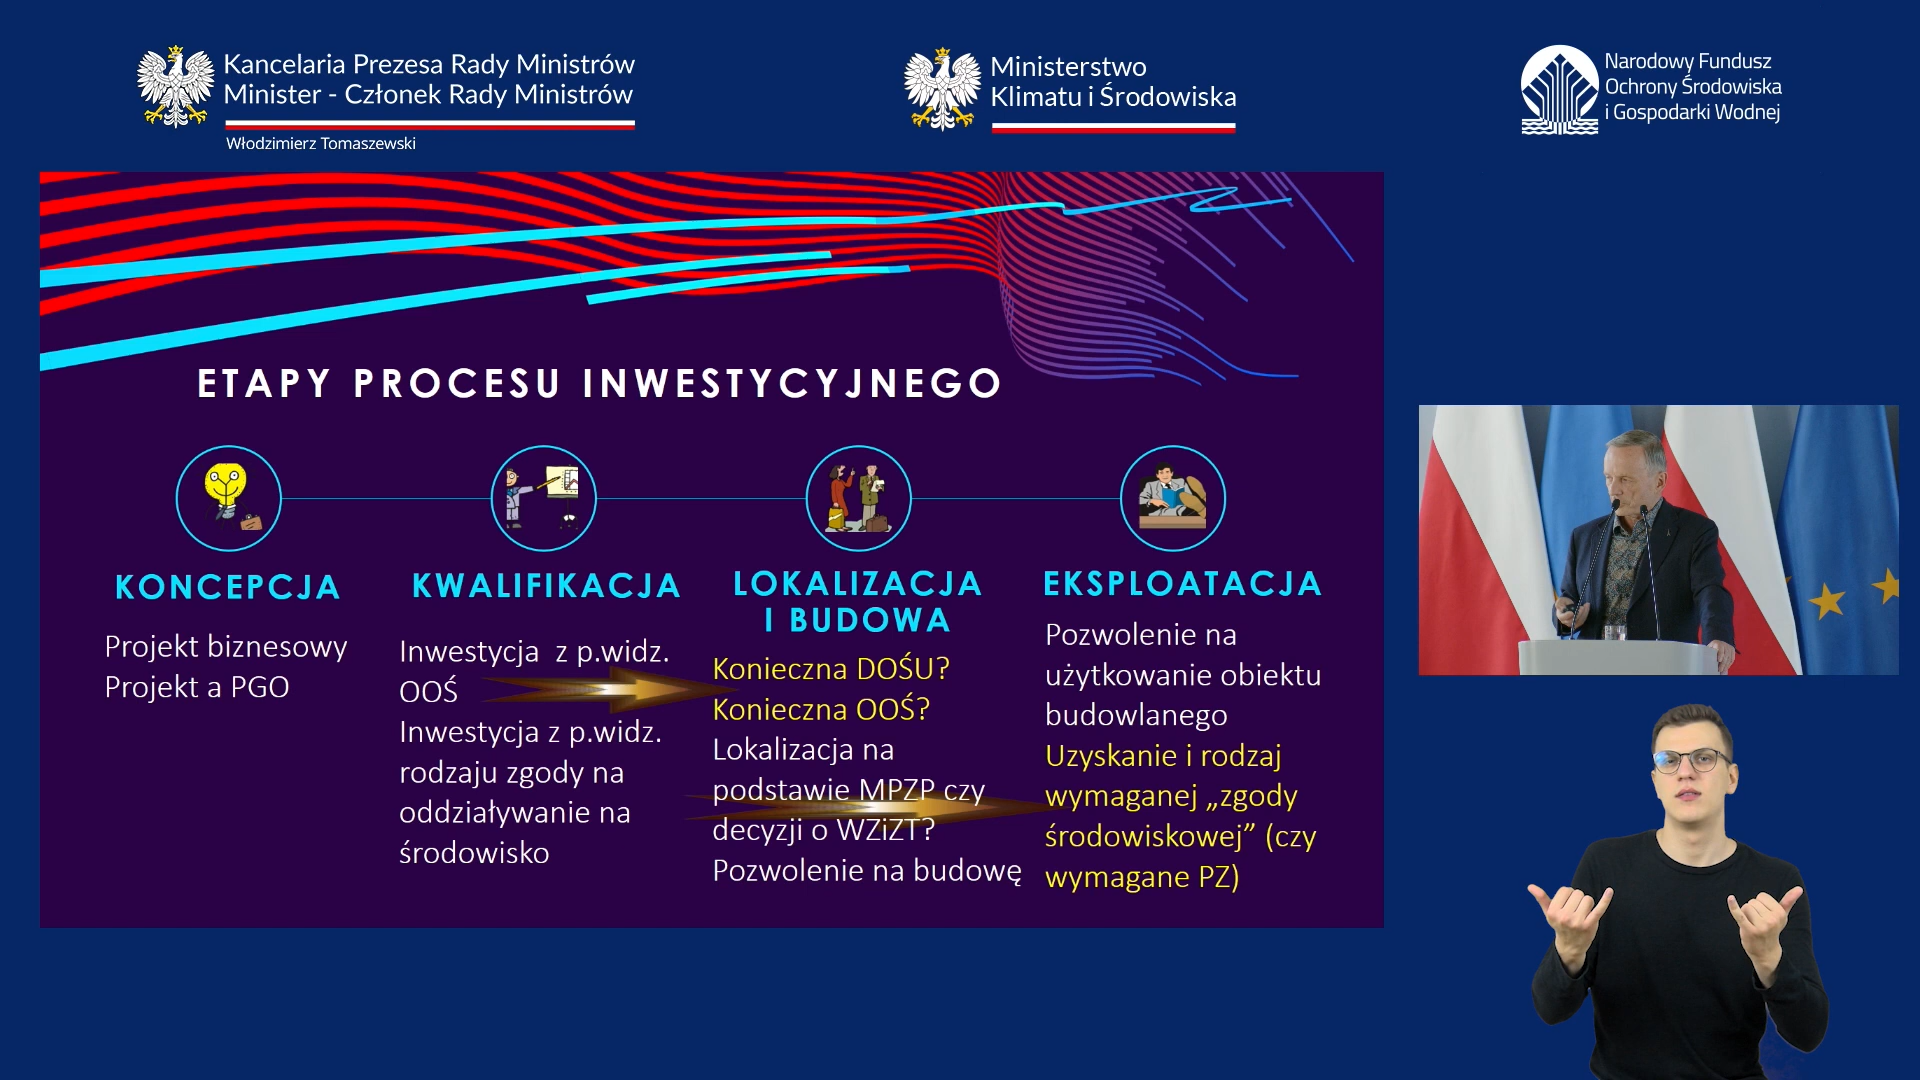 Kancelaria Prezesa Rady Ministrów
Minister - Członek Rady Ministrów
Włodzimierz Tomaszewski
Ministerstwo
Klimatu i Środowiska
Narodowy Fundusz
Ochrony Środowiska
i Gospodarki Wodnej
ETAPY PROCESU INWESTYCYJNEGO
KONCEPCJA
Projekt biznesowy
Projekt a PGO
KWALIFIKACJA
Inwestycja z p.widz.
OOŚ
Inwestycja z p.widz.
rodzaju zgody na
oddziaływanie na
środowisko
LOKALIZACJA
I BUDOWA
Konieczna DOŚU?
Konieczna OOŚ?
Lokalizacja na
podstawie MPZP czy
decyzji o WZiZT?
Pozwolenie na budowę
EKSPLOATACJA
Pozwolenie na
użytkowanie obiektu
budowlanego
Uzyskanie i rodzaj
wymaganej „zgody
środowiskowej” (czy
wymagane PZ)